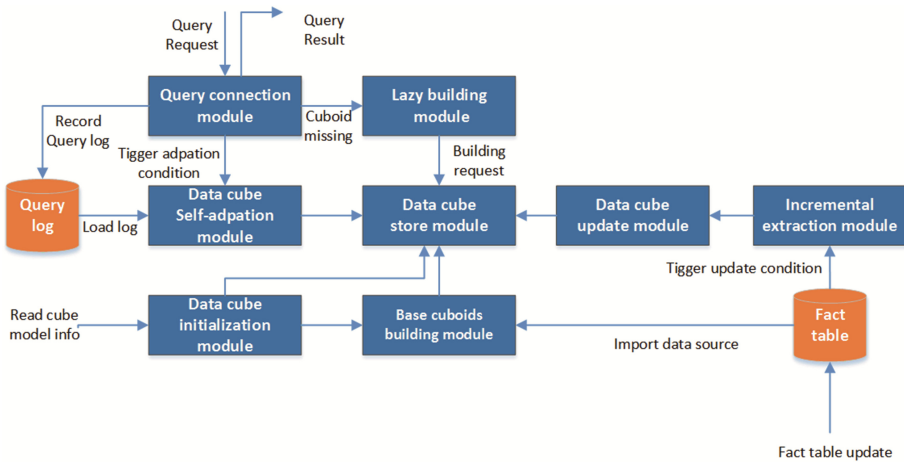 Query
Request
Query
Result
Query connection
module
Lazy building
module
Cuboid
missing
Record
Query log
Tigger adpation
condition
Building
request
Query
log
Load log
Data cube
Self-adpation
module
Data cube
store module
Data cube
update module
Incremental
extraction module
Tigger update condition
Read cube
model info
Data cube
initialization
module
Base cuboids
building module
Import data source
Fact
table
Fact table update